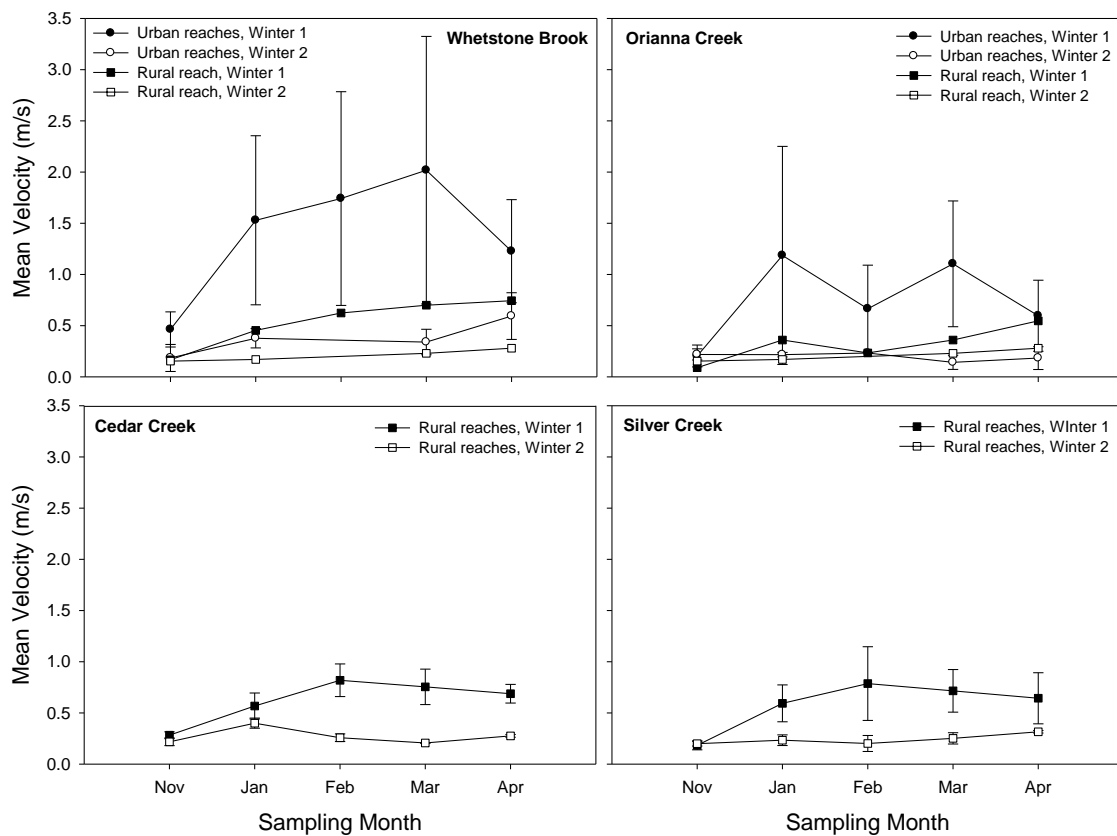 Whetstone Brook
Urban reaches, Winter 1
Urban reaches, Winter 2
Rural reach, Winter 1
Rural reach, Winter 2
Mean Velocity (m/s)
3.5
3.0
2.5
2.0
1.5
1.0
0.5
0.0
Orianna Creek
Urban reaches, Winter 1
Urban reaches, Winter 2
Rural reach, Winter 1
Rural reach, Winter 2
Cedar Creek
Rural reaches, Winter 1
Rural reaches, Winter 2
Mean Velocity (m/s)
3.5
3.0
2.5
2.0
1.5
1.0
0.5
0.0
Nov Jan Feb Mar Apr
Sampling Month
Silver Creek
Rural reaches, WInter 1
Rural reaches, Winter 2
Nov Jan Feb Mar Apr
Sampling Month